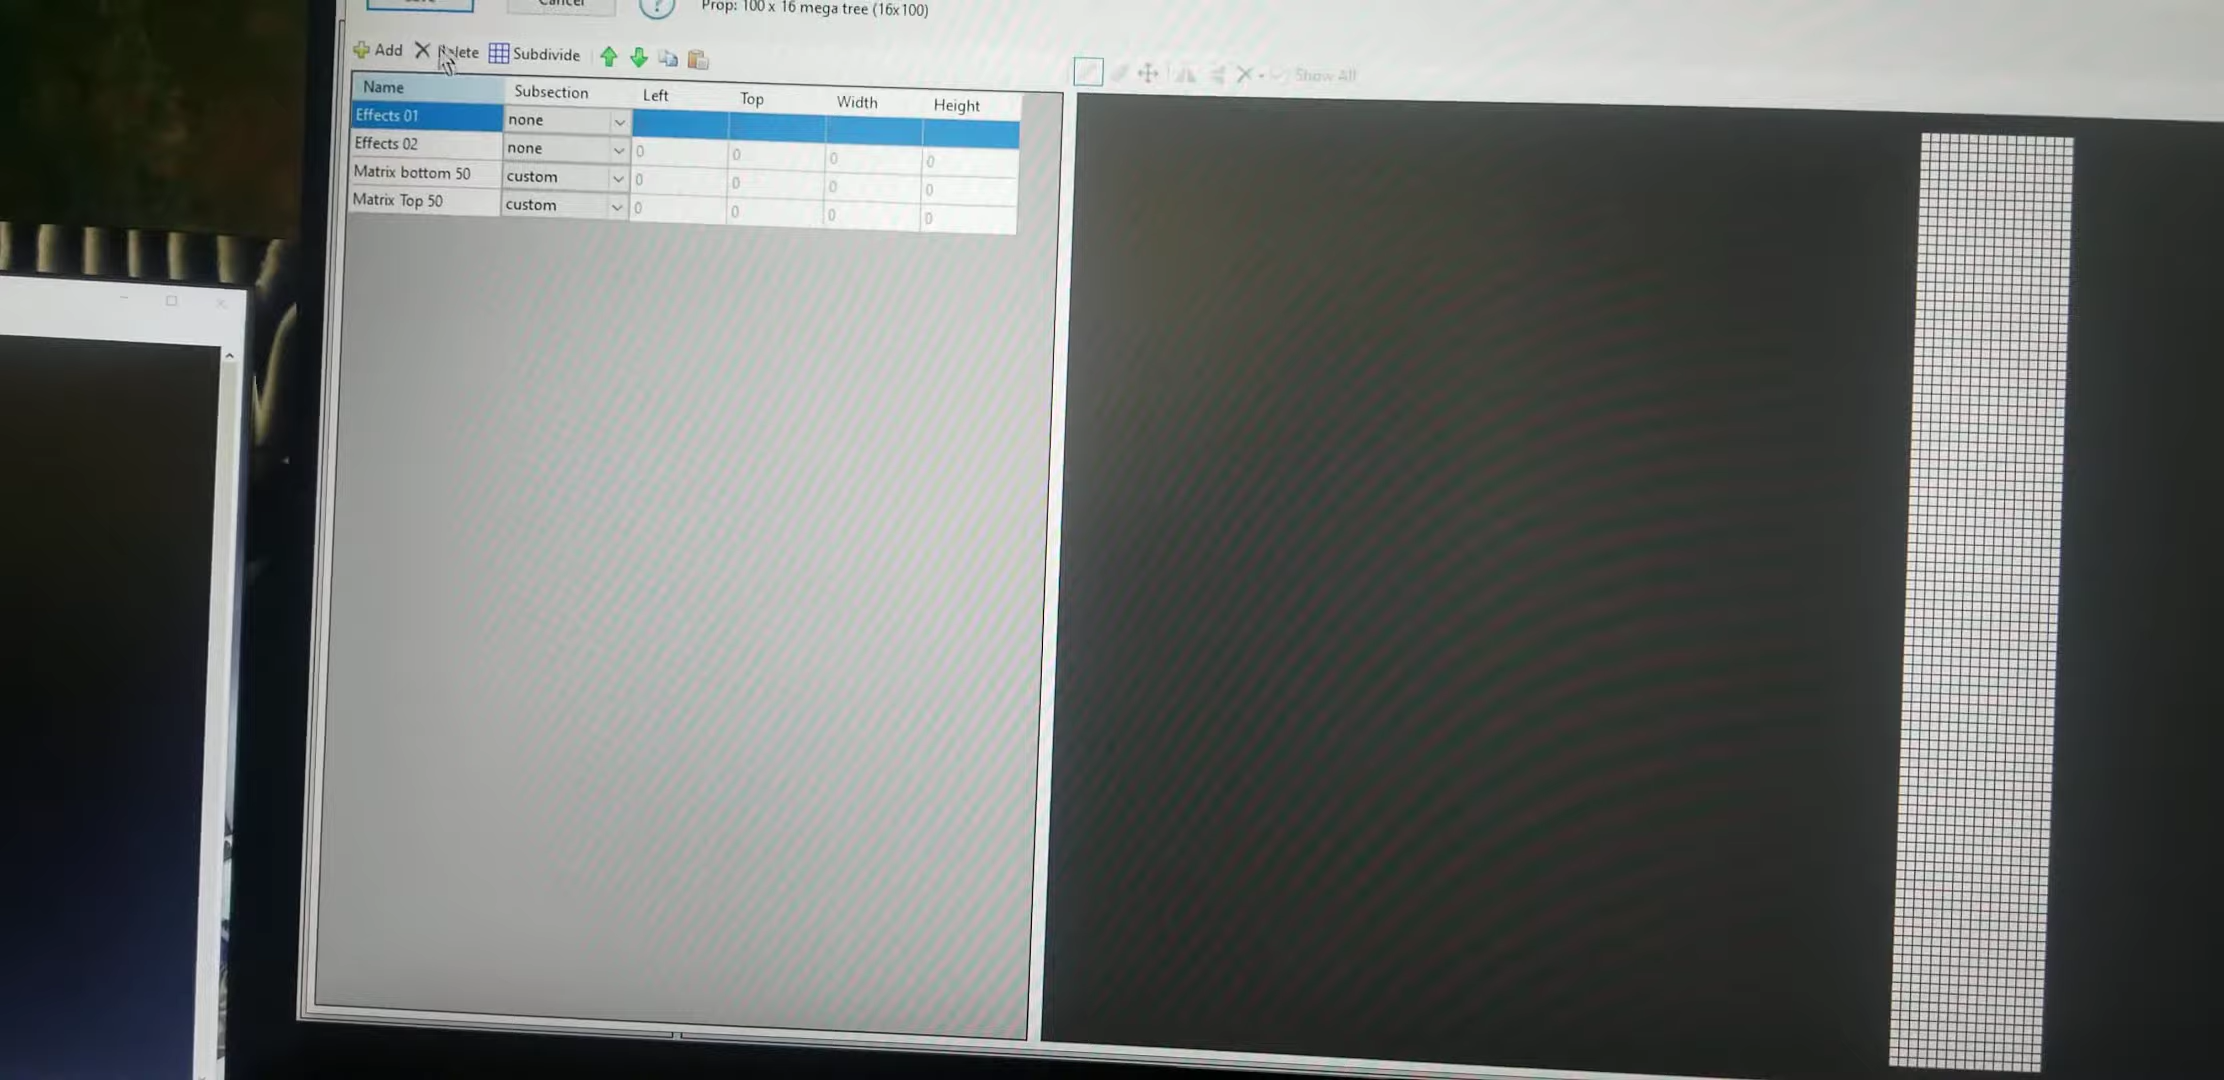 Cancel
?
Prop: 100 x 16 mega tree (16x100)
Add Delete Subdivide
Show All
Name Subsection Left Top Width Height
Effects 01 none
Effects 02 none 0 0 0 0
Matrix bottom 50 custom 0 0 0 0
Matrix Top 50 custom 0 0 0 0